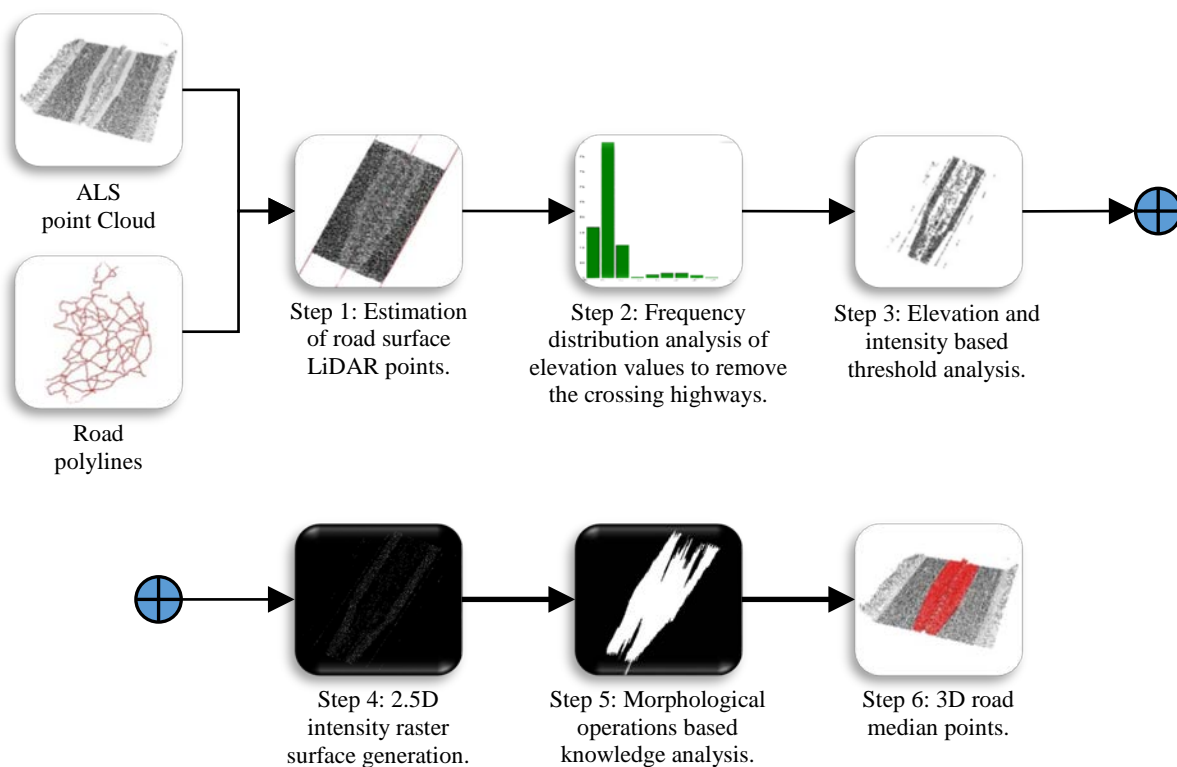 ALS
point Cloud
Road
polylines
Step 1: Estimation
of road surface
LiDAR points.
Step 2: Frequency
distribution analysis of
elevation values to remove
the crossing highways.
Step 3: Elevation and
intensity based
threshold analysis.
Step 4: 2.5D
intensity raster
surface generation.
Step 5: Morphological
operations based
knowledge analysis.
Step 6: 3D road
median points.